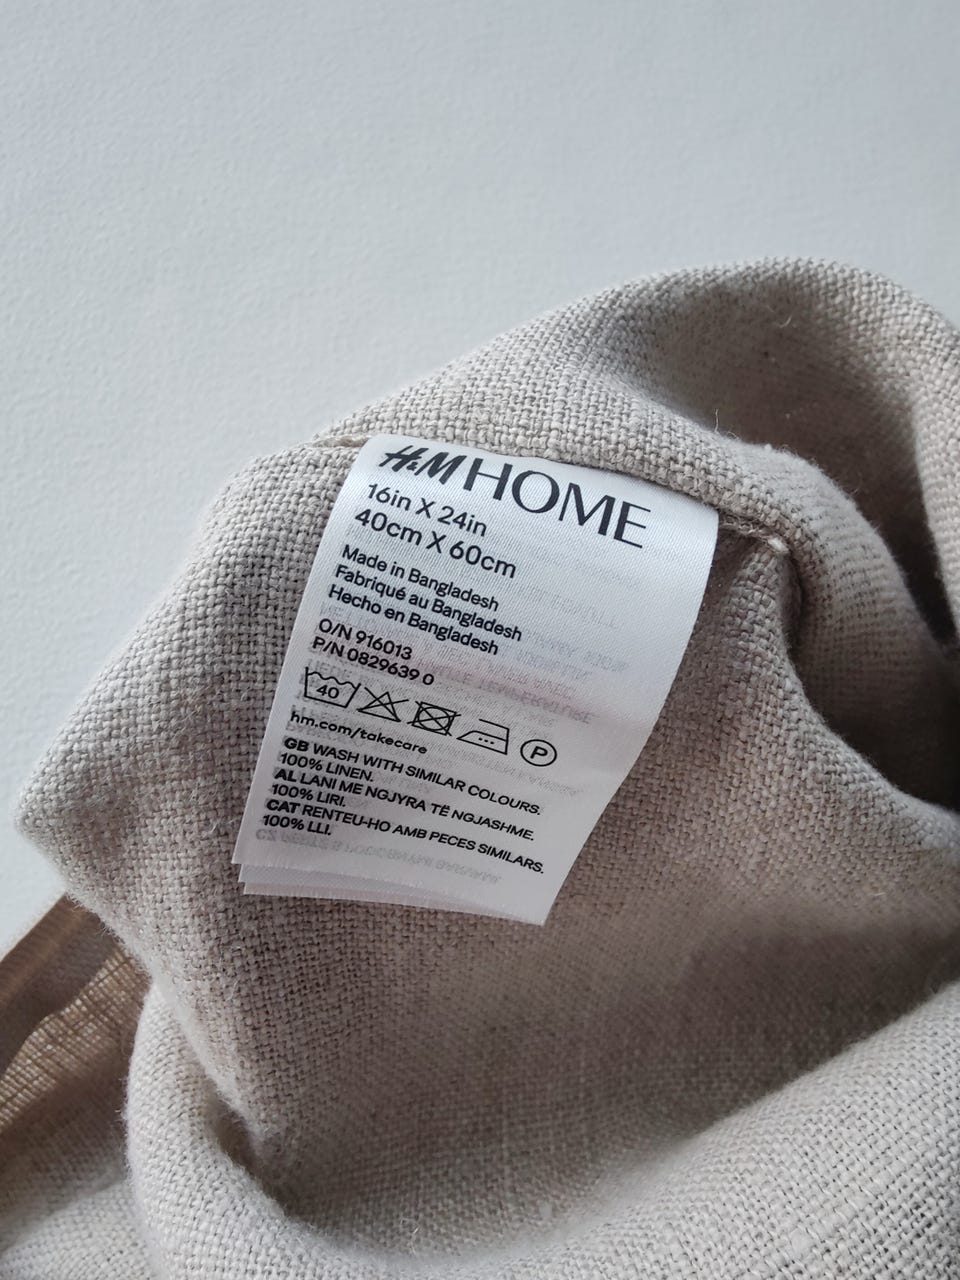 H&M HOME
16in X 24in
40cm X 60cm
Made in Bangladesh
Fabriqué au Bangladesh
Hecho en Bangladesh
O/N 916013
P/N 0829639 0
40
P
hm.com/takecare
GB WASH WITH SIMILAR COLOURS.
100% LINEN.
AL LANI ME NGJYRA TË NGJASHME.
100% LIRI.
CAT RENTEU-HO AMB PECES SIMILARS.
100% LLI.